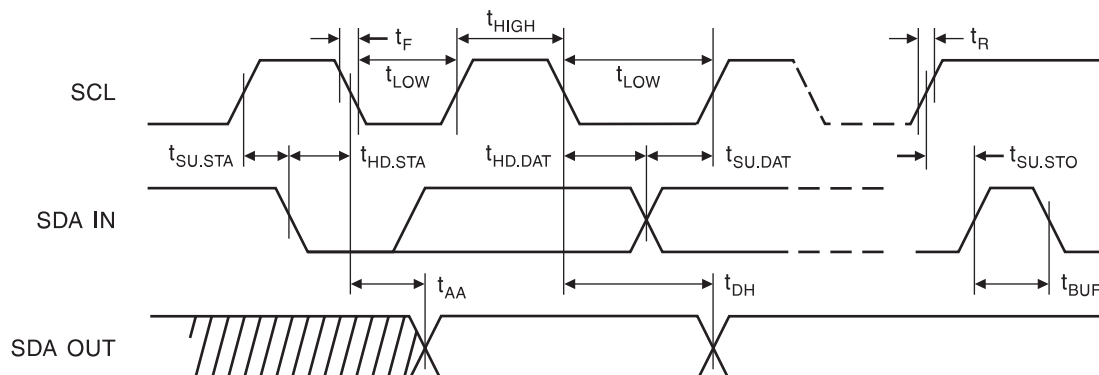 tHIGH
tF
tR
tLOW
tLOW
SCL
tSU.STA
tHD.STA
tHD.DAT
tSU.DAT
tSU.STO
SDA IN
tAA
tDH
tBUF
SDA OUT